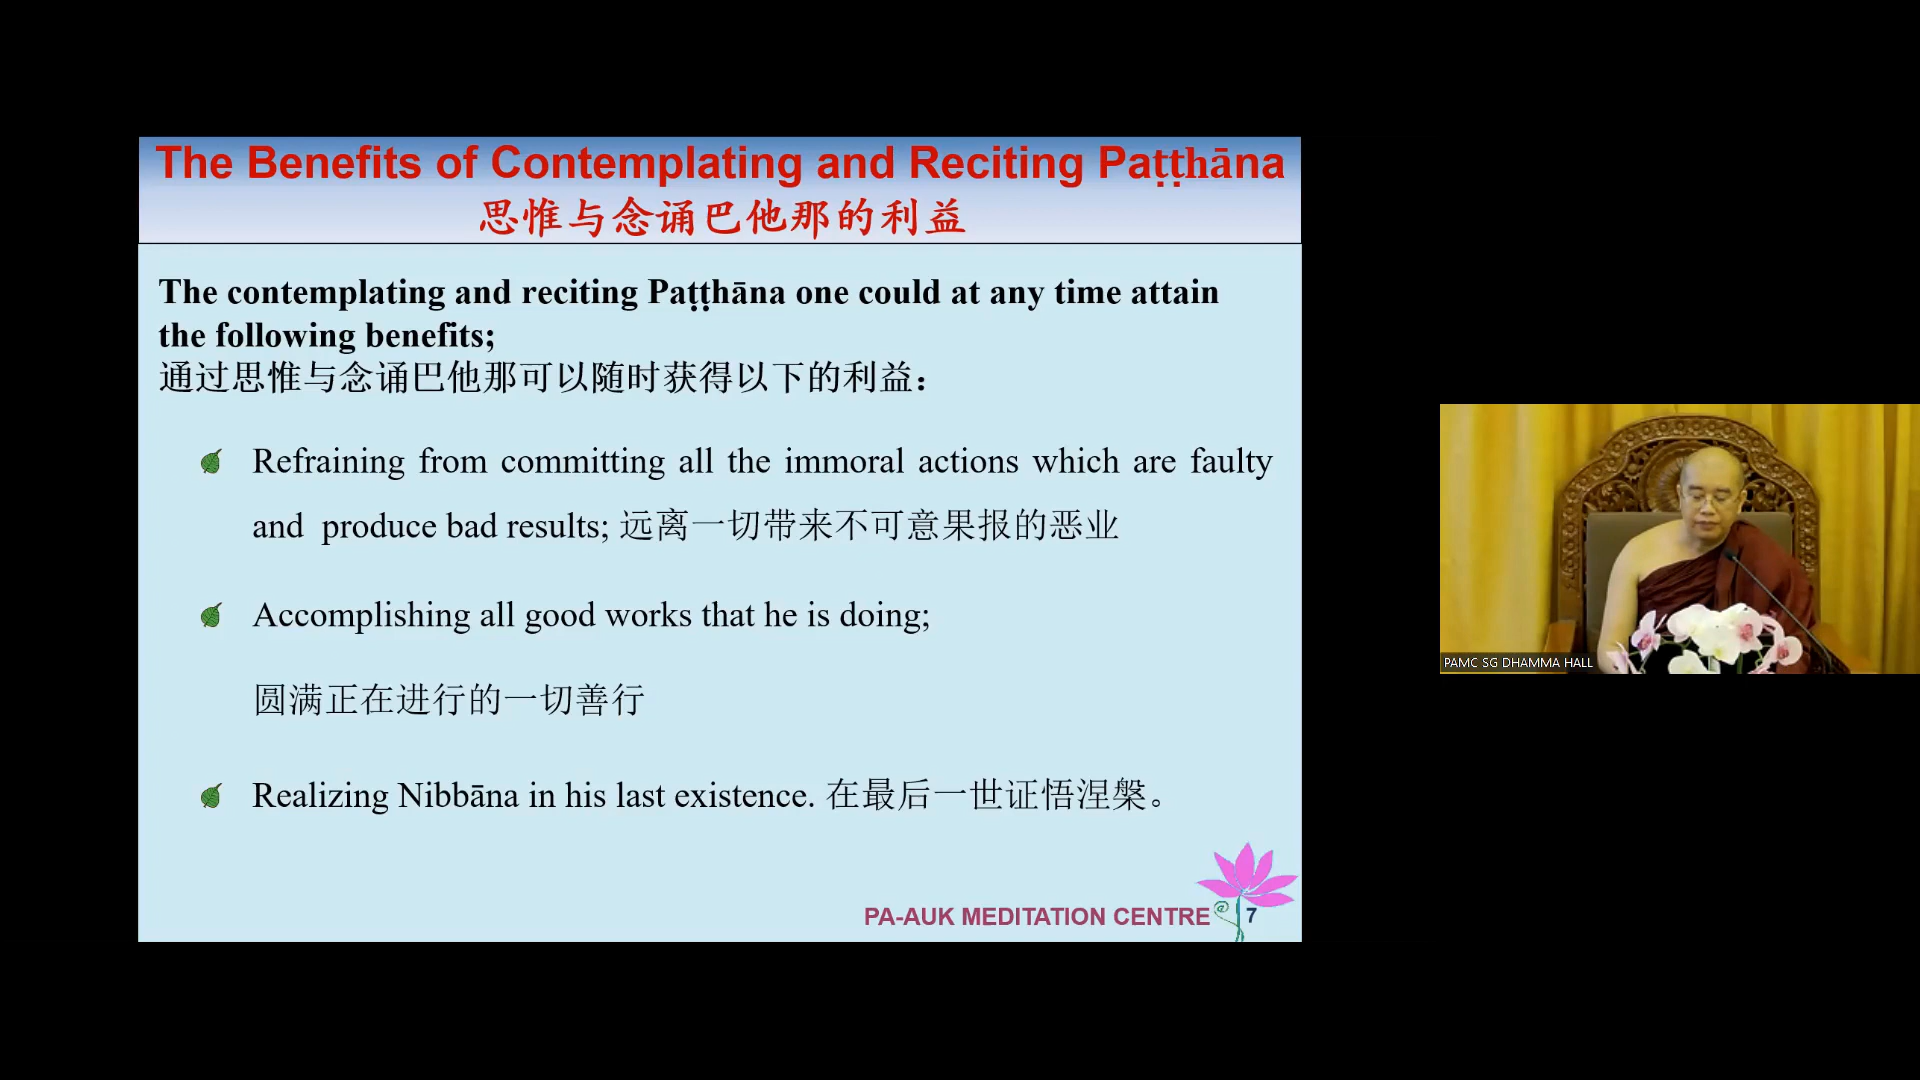 The Benefits of Contemplating and Reciting Paṭṭhāna
思惟与念诵巴他那的利益
The contemplating and reciting Paṭṭhāna one could at any time attain
the following benefits;
通过思惟与念诵巴他那可以随时获得以下的利益：
Refraining from committing all the immoral actions which are faulty
and produce bad results; 远离一切带来不可意果报的恶业
Accomplishing all good works that he is doing;
圆满正在进行的一切善行
Realizing Nibbāna in his last existence. 在最后一世证悟涅槃。
PA-AUK MEDITATION CENTRE 7
PAMC SG DHAMMA HALL